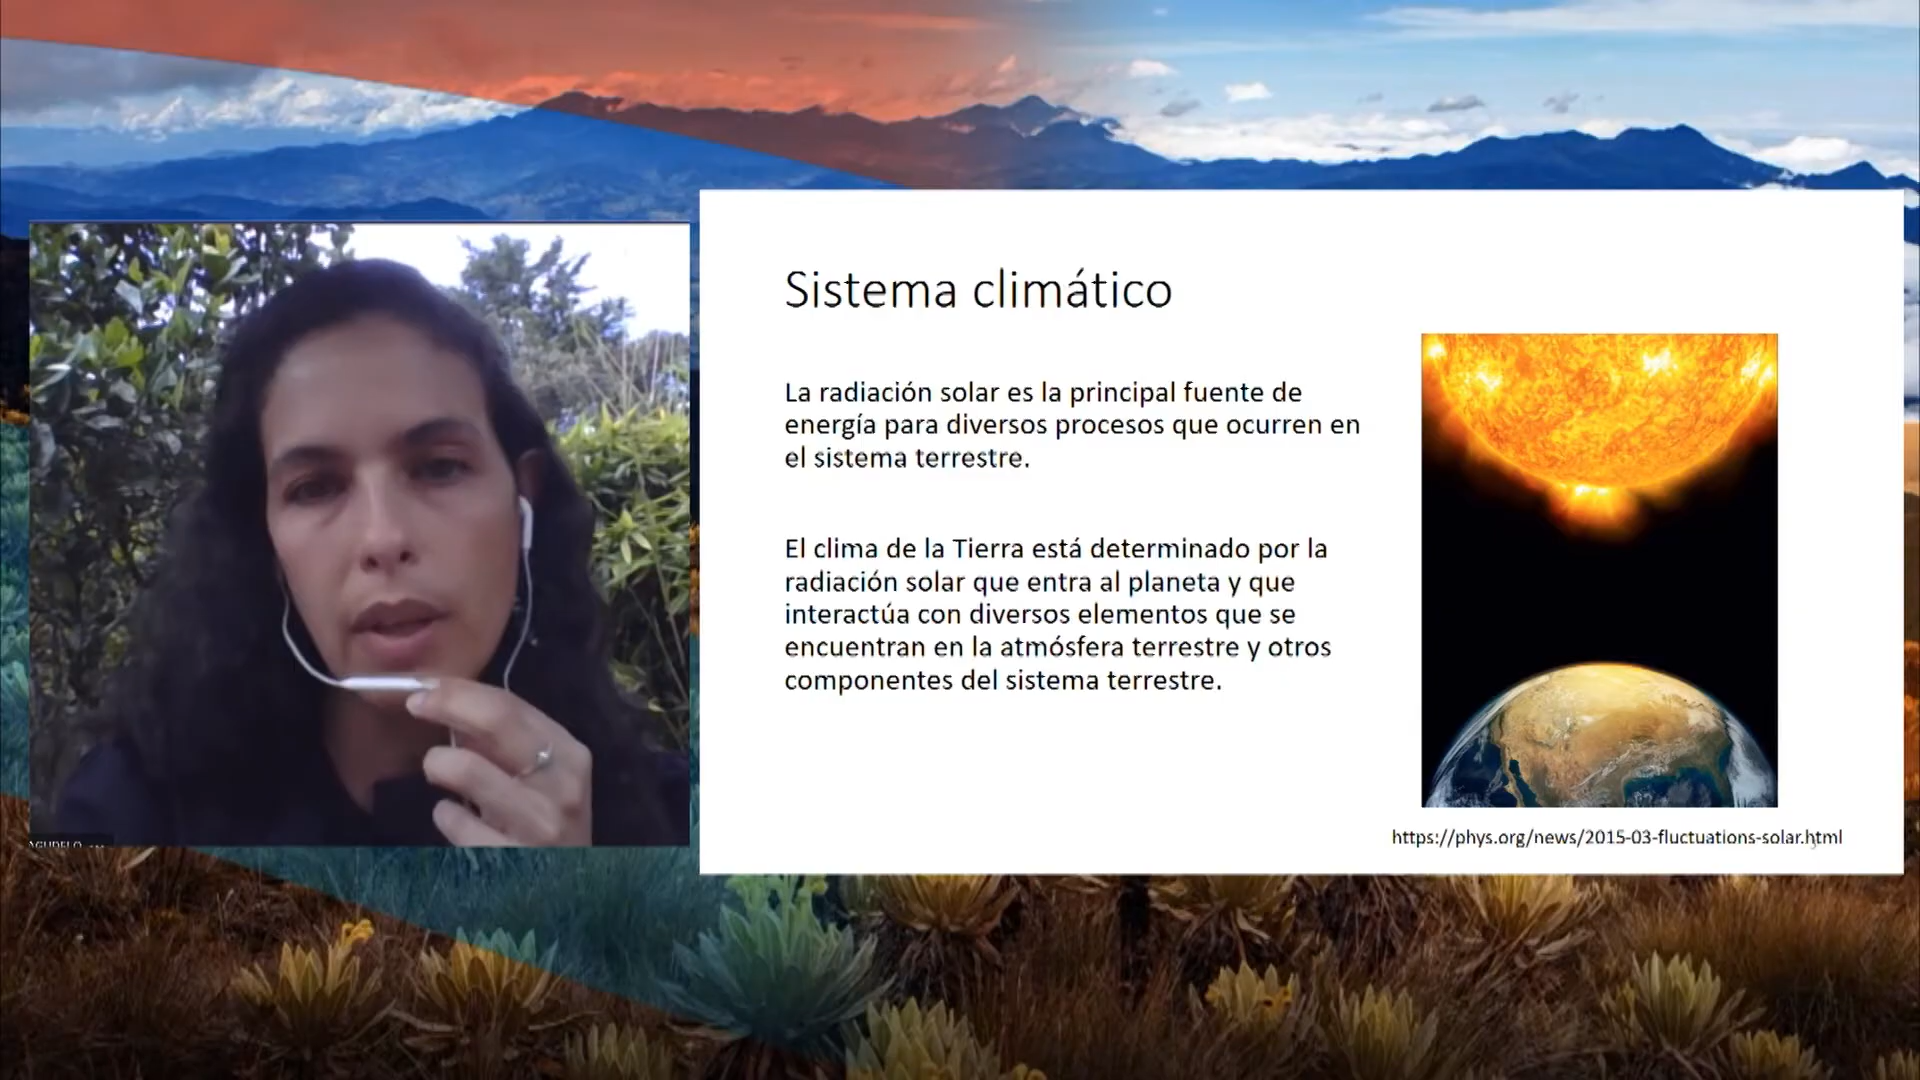 Sistema climático
La radiación solar es la principal fuente de
energía para diversos procesos que ocurren en
el sistema terrestre.
El clima de la Tierra está determinado por la
radiación solar que entra al planeta y que
interactúa con diversos elementos que se
encuentran en la atmósfera terrestre y otros
componentes del sistema terrestre.
https://phys.org/news/2015-03-fluctuations-solar.html
AGUDELO